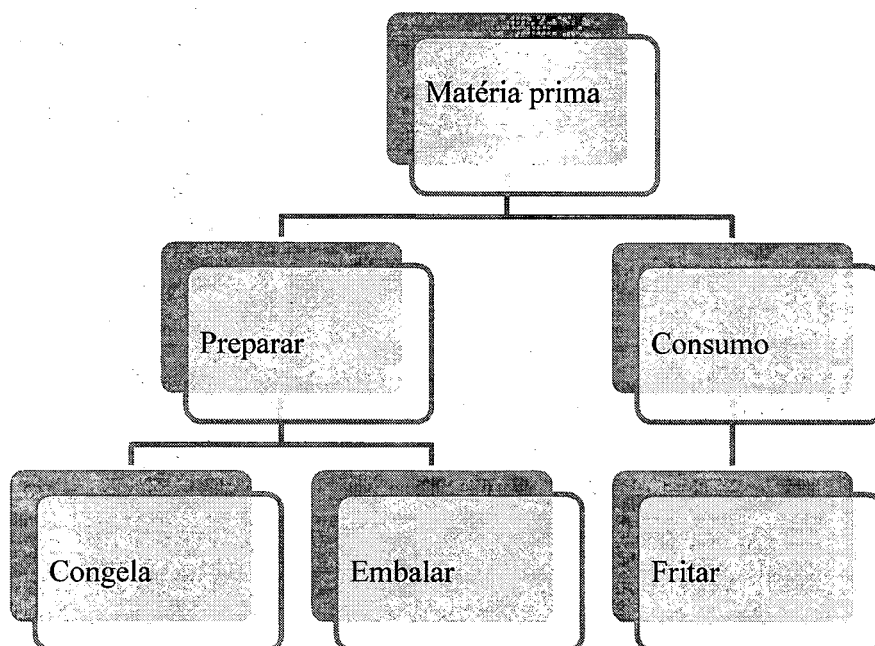 Matéria prima
Preparar
Consumo
Congela
Embalar
Fritar